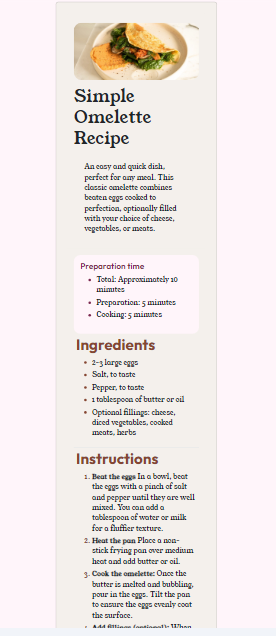 Simple
Omelette
Recipe
An easy and quick dish,
perfect for any meal. This
classic omelette combines
beaten eggs cooked to
perfection, optionally filled
with your choice of cheese,
vegetables, or meats.
Preparation time
• Total: Approximately 10
minutes
• Preparation: 5 minutes
• Cooking: 5 minutes
Ingredients
• 2-3 large eggs
• Salt, to taste
• Pepper, to taste
• 1 tablespoon of butter or oil
• Optional fillings: cheese,
diced vegetables, cooked
meats, herbs
Instructions
1. Beat the eggs In a bowl, beat
the eggs with a pinch of salt
and pepper until they are well
mixed. You can add a
tablespoon of water or milk
for a fluffier texture.
2. Heat the pan Place a non-
stick frying pan over medium
heat and add butter or oil.
3. Cook the omelette: Once the
butter is melted and bubbling,
pour in the eggs. Tilt the pan
to ensure the eggs evenly coat
the surface.
4. Add fillings (optional): When